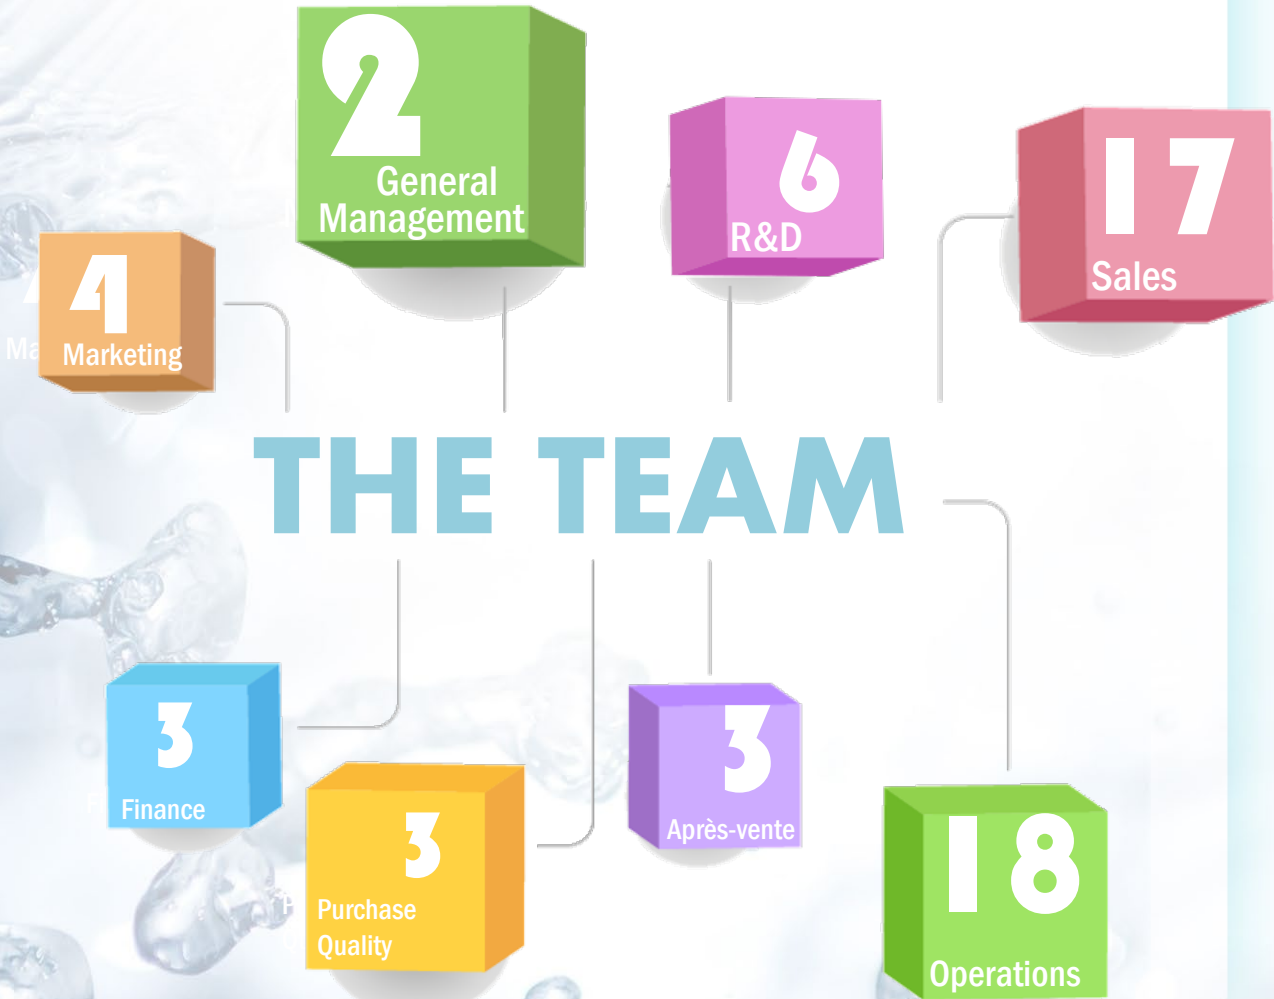 2
General
Management
6
R&D
17
Sales
4
Marketing
THE TEAM
3
Finance
3
Purchase
Quality
3
Après-vente
18
Operations